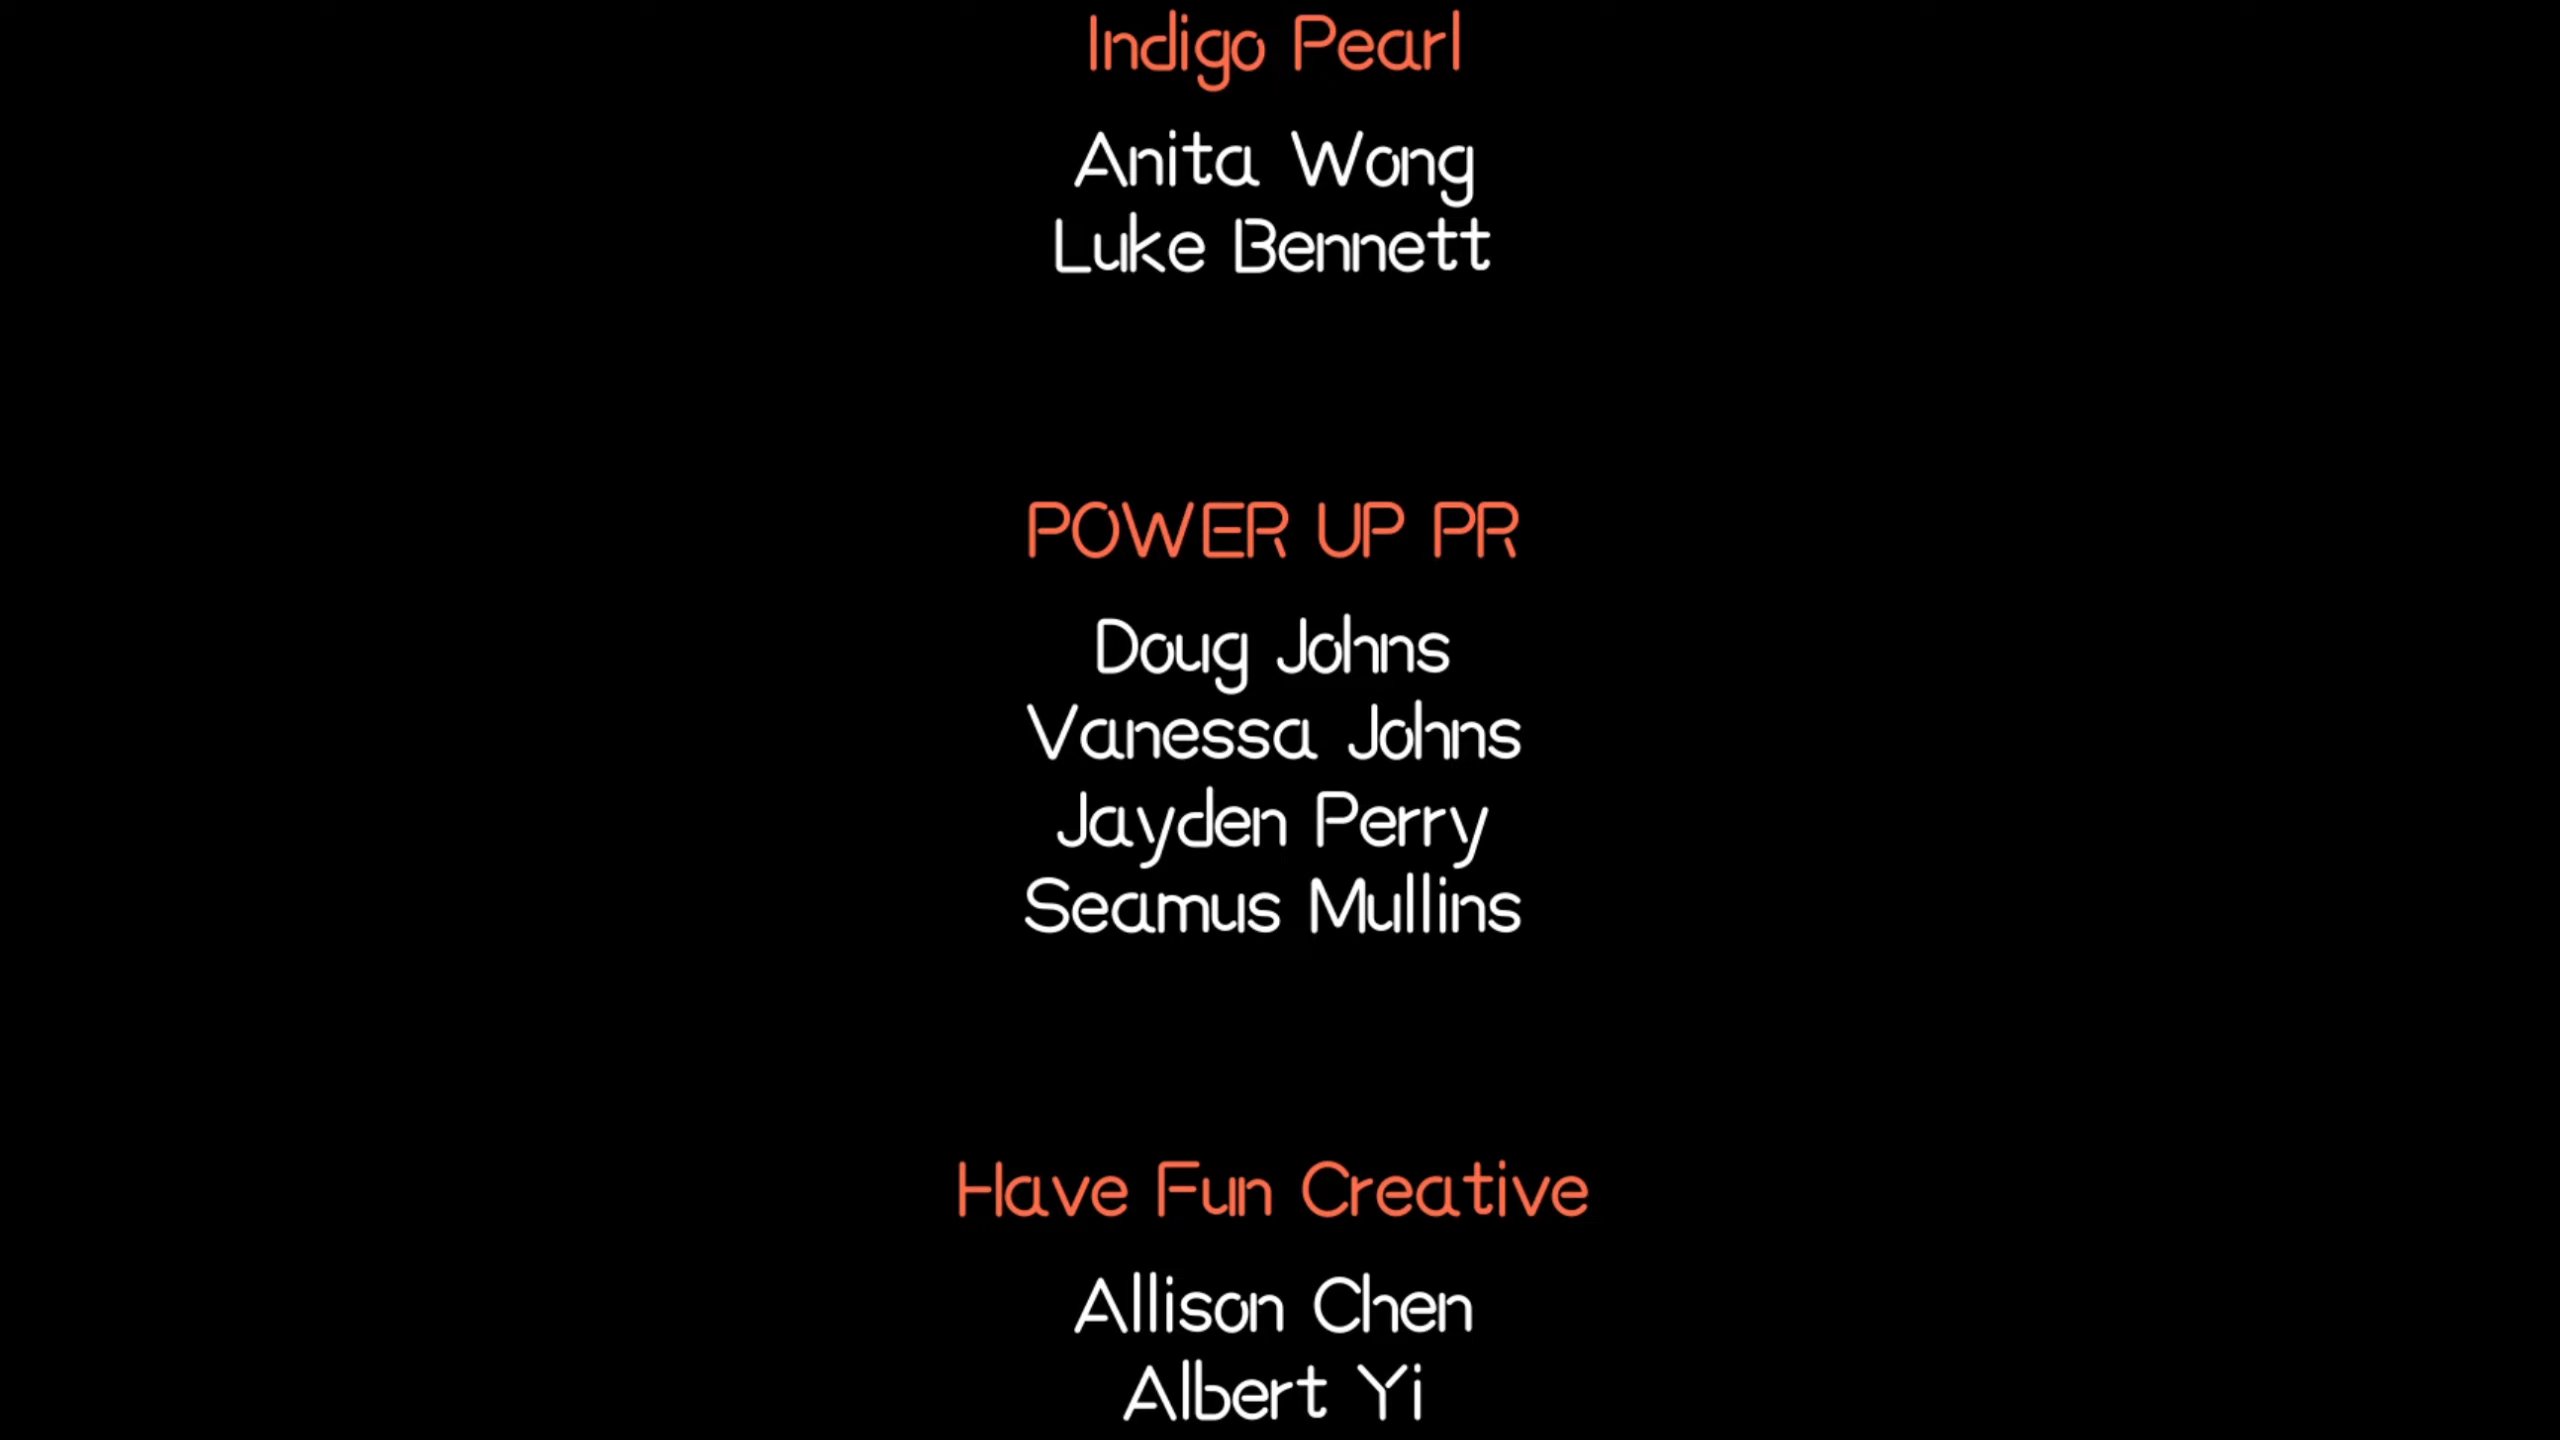 Indigo Pearl
Anita Wong
Luke Bennett
POWER UP PR
Doug Johns
Vanessa Johns
Jayden Perry
Seamus Mullins
Have Fun Creative
Allison Chen
Albert Yi